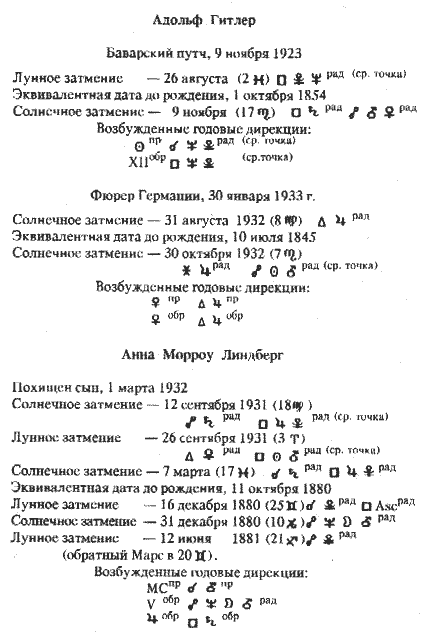 Адольф Гитлер
Баварский путч, 9 ноября 1923
Лунное затмение — 26 августа (2 ♓) □ ♇ ♆ рад (ср. точка)
Эквивалентная дата до рождения, 1 октября 1854
Солнечное затмение — 9 ноября (17 ♏) □ ♄ рад ☍ ♂ ♀ рад
Возбужденные годовые дирекции:
☉ пр ☌ ♆ ♇ рад (ср. точка)
XII обр □ ♆ ♇ (ср.точка)
Фюрер Германии, 30 января 1933 г.
Солнечное затмение — 31 августа 1932 (8 ♍) △ ♃ рад
Эквивалентная дата до рождения, 10 июля 1845
Солнечное затмение — 30 октября 1932 (7 ♏)
⚹ ♃ рад ☍ ☉ ♂ рад (ср. точка)
Возбужденные годовые дирекции:
♀ пр △ ♃ пр
♀ обр △ ♃ обр
Анна Морроу Линдберг
Похищен сын, 1 марта 1932
Солнечное затмение — 12 сентября 1931 (18 ♍)
☍ ♄ рад □ ♃ ♇ рад (ср. точка)
Лунное затмение — 26 сентября 1931 (3 ♈)
△ ♀ рад □ ☉ ♂ рад (ср. точка)
Солнечное затмение — 7 марта (17 ♓) ☌ ♄ рад □ ♃ ♇ рад
Эквивалентная дата до рождения, 11 октября 1880
Лунное затмение — 16 декабря 1880 (25 ♊) ☌ ♇ рад □ Asc рад
Солнечное затмение — 31 декабря 1880 (10 ♐) ☍ ♆ ☽ ♂ рад
Лунное затмение — 12 июня 1881 (21 ♐) ☍ ♇ рад
(обратный Марс в 20 ♊).
Возбужденные годовые дирекции:
MC пр ☌ ♂ пр
V обр ☍ ♆ ☽ ♂ рад
♃ обр □ ♄ обр